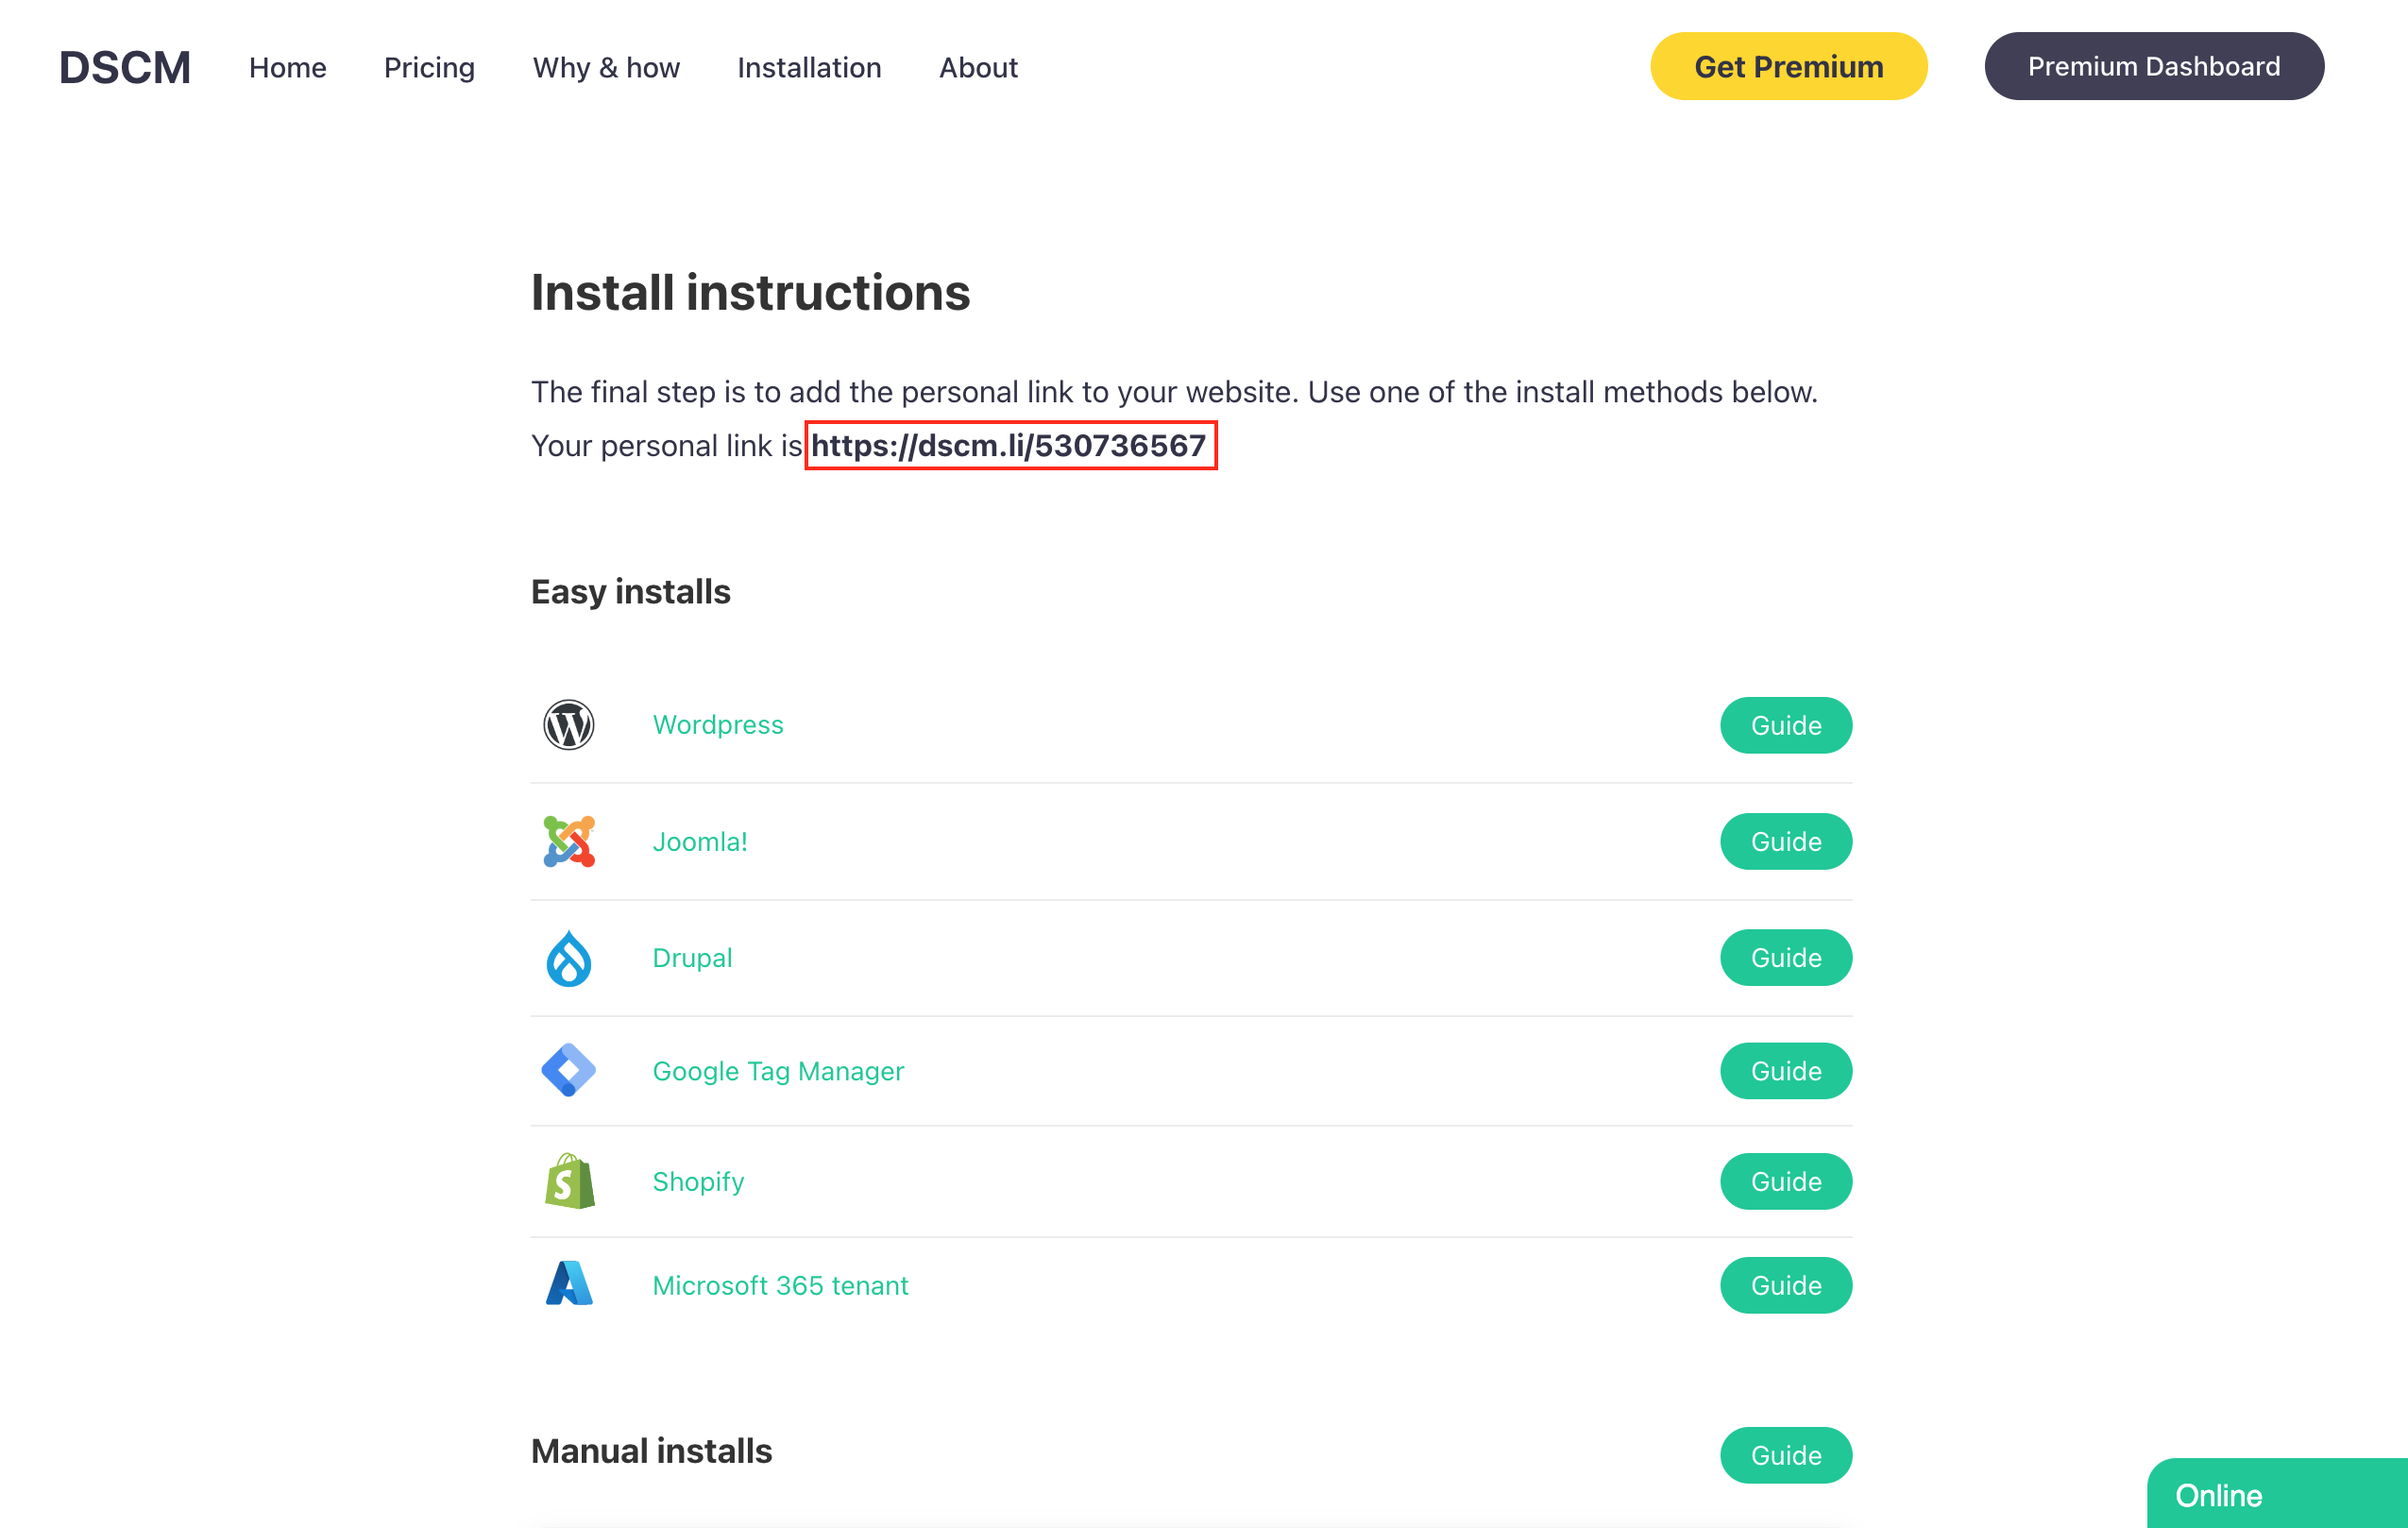 DSCM Home Pricing Why & how Installation About Get Premium Premium Dashboard
Install instructions
The final step is to add the personal link to your website. Use one of the install methods below.
Your personal link is https://dscm.li/530736567
Easy installs
Wordpress Guide
Joomla! Guide
Drupal Guide
Google Tag Manager Guide
Shopify Guide
Microsoft 365 tenant Guide
Manual installs Guide
Online